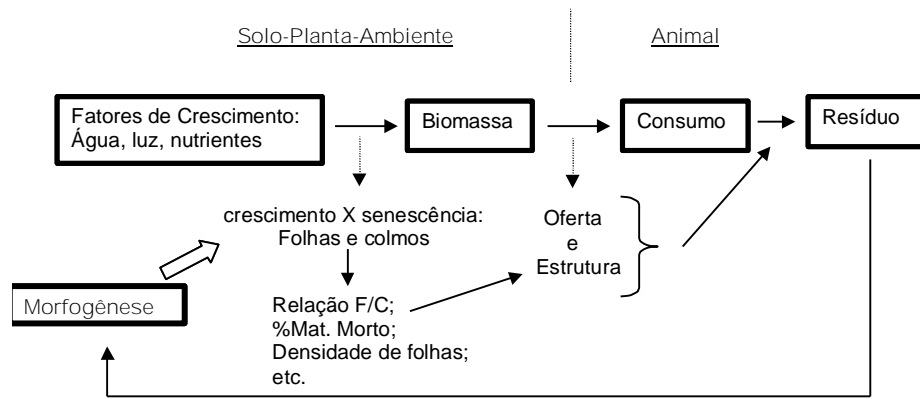 Solo-Planta-Ambiente
Animal
Fatores de Crescimento:
Água, luz, nutrientes
Biomassa
Consumo
Resíduo
crescimento X senescência:
Folhas e colmos
Oferta
e
Estrutura
Morfogênese
Relação F/C;
%Mat. Morto;
Densidade de folhas;
etc.